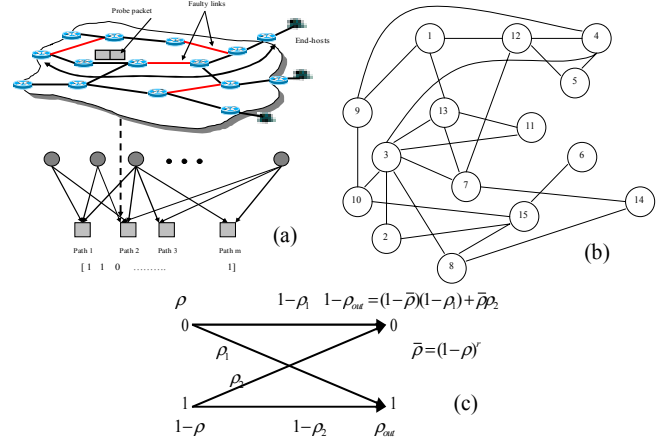 Probe packet
Faulty links
End-hosts
Path 1
Path 2
Path 3
Path m
[ 1 1 0 ………. 1]
(a)
1
12
4
5
9
13
11
3
6
7
10
14
15
2
8
(b)
ρ
1−ρ₁
1−ρ_out = (1−ρ̄)(1−ρ₁)+ρ̄ρ₂
0
0
ρ̄ = (1−ρ)^r
ρ₁
ρ₂
1
1
1−ρ
1−ρ₂
ρ_out
(c)